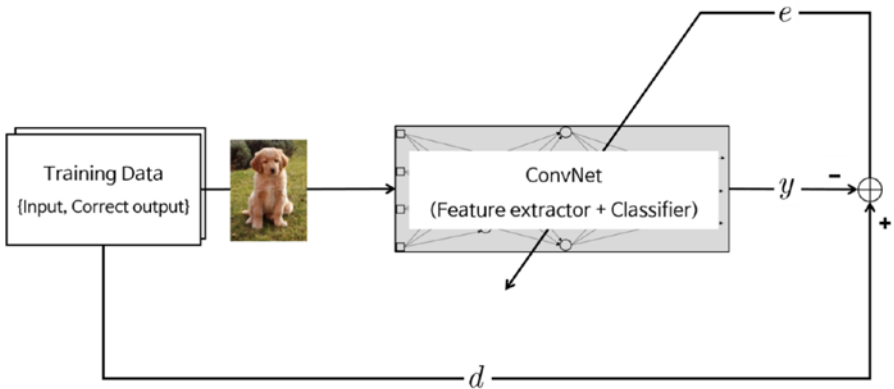 e
Training Data
{Input, Correct output}
ConvNet
(Feature extractor + Classifier)
y
-
+
d